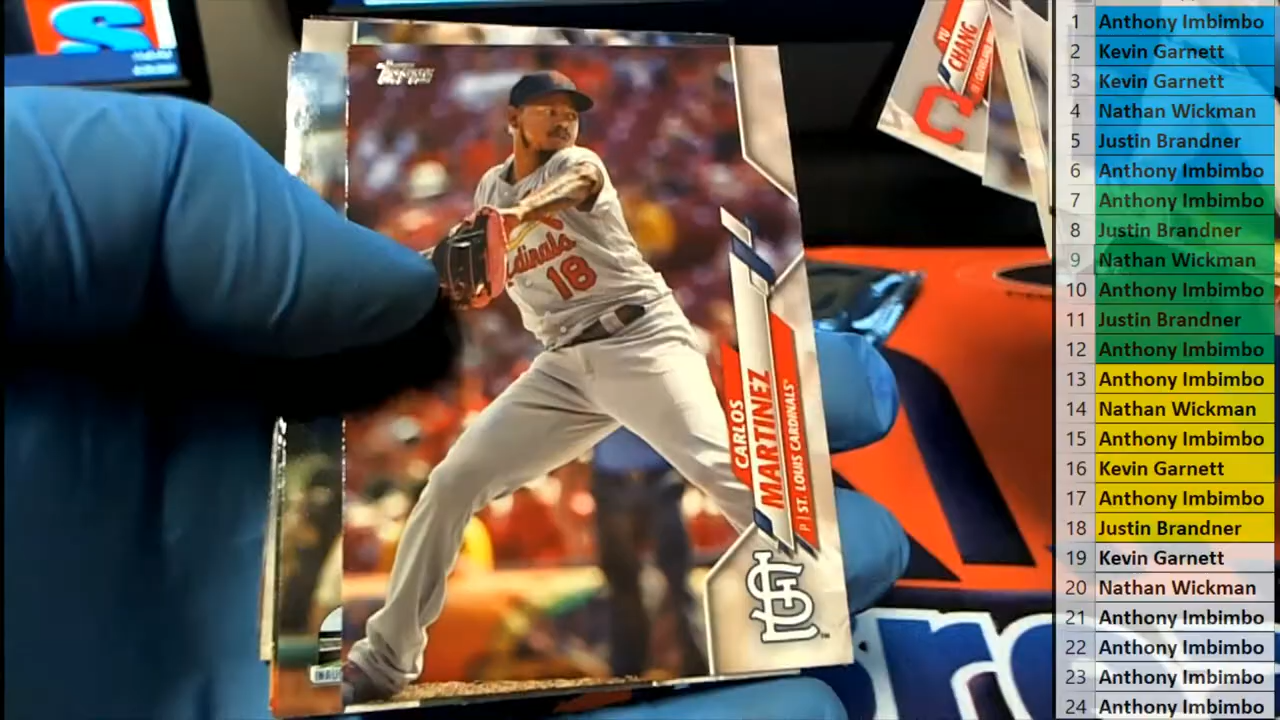 S
TOPPS
YU
CHANG
C
dinals
18
CARLOS
MARTINEZ
P | ST. LOUIS CARDINALS
STL
INAU
1 Anthony Imbimbo
2 Kevin Garnett
3 Kevin Garnett
4 Nathan Wickman
5 Justin Brandner
6 Anthony Imbimbo
7 Anthony Imbimbo
8 Justin Brandner
9 Nathan Wickman
10 Anthony Imbimbo
11 Justin Brandner
12 Anthony Imbimbo
13 Anthony Imbimbo
14 Nathan Wickman
15 Anthony Imbimbo
16 Kevin Garnett
17 Anthony Imbimbo
18 Justin Brandner
19 Kevin Garnett
20 Nathan Wickman
21 Anthony Imbimbo
22 Anthony Imbimbo
23 Anthony Imbimbo
24 Anthony Imbimbo